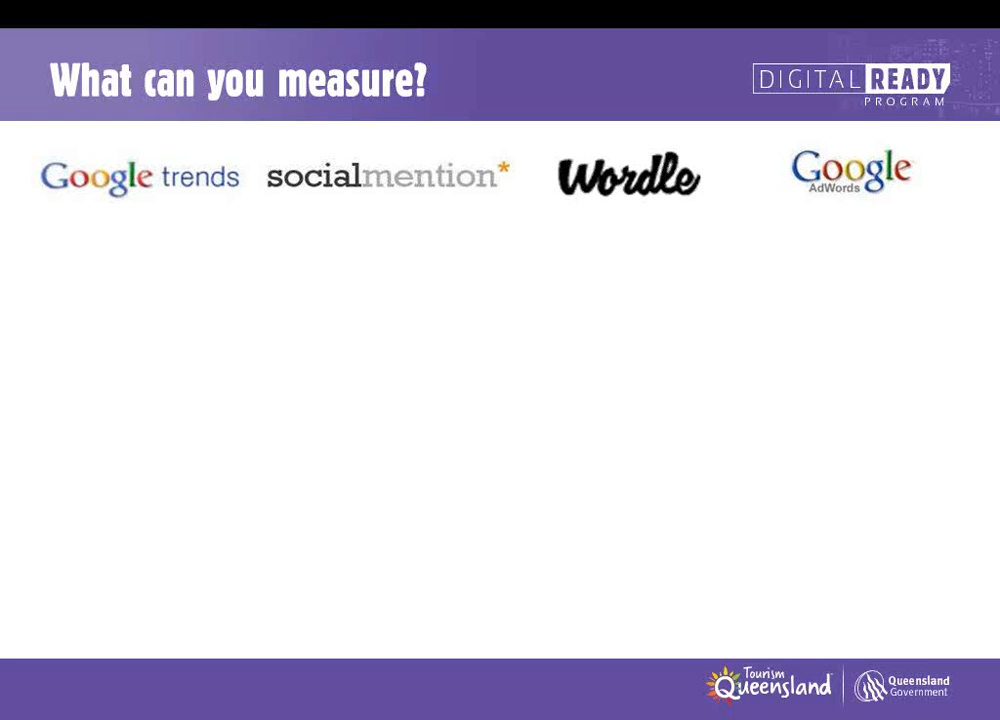 What can you measure?
DIGITAL READY
PROGRAM
Google trends
socialmention*
Wordle
Google
AdWords
Tourism
Queensland
Queensland
Government